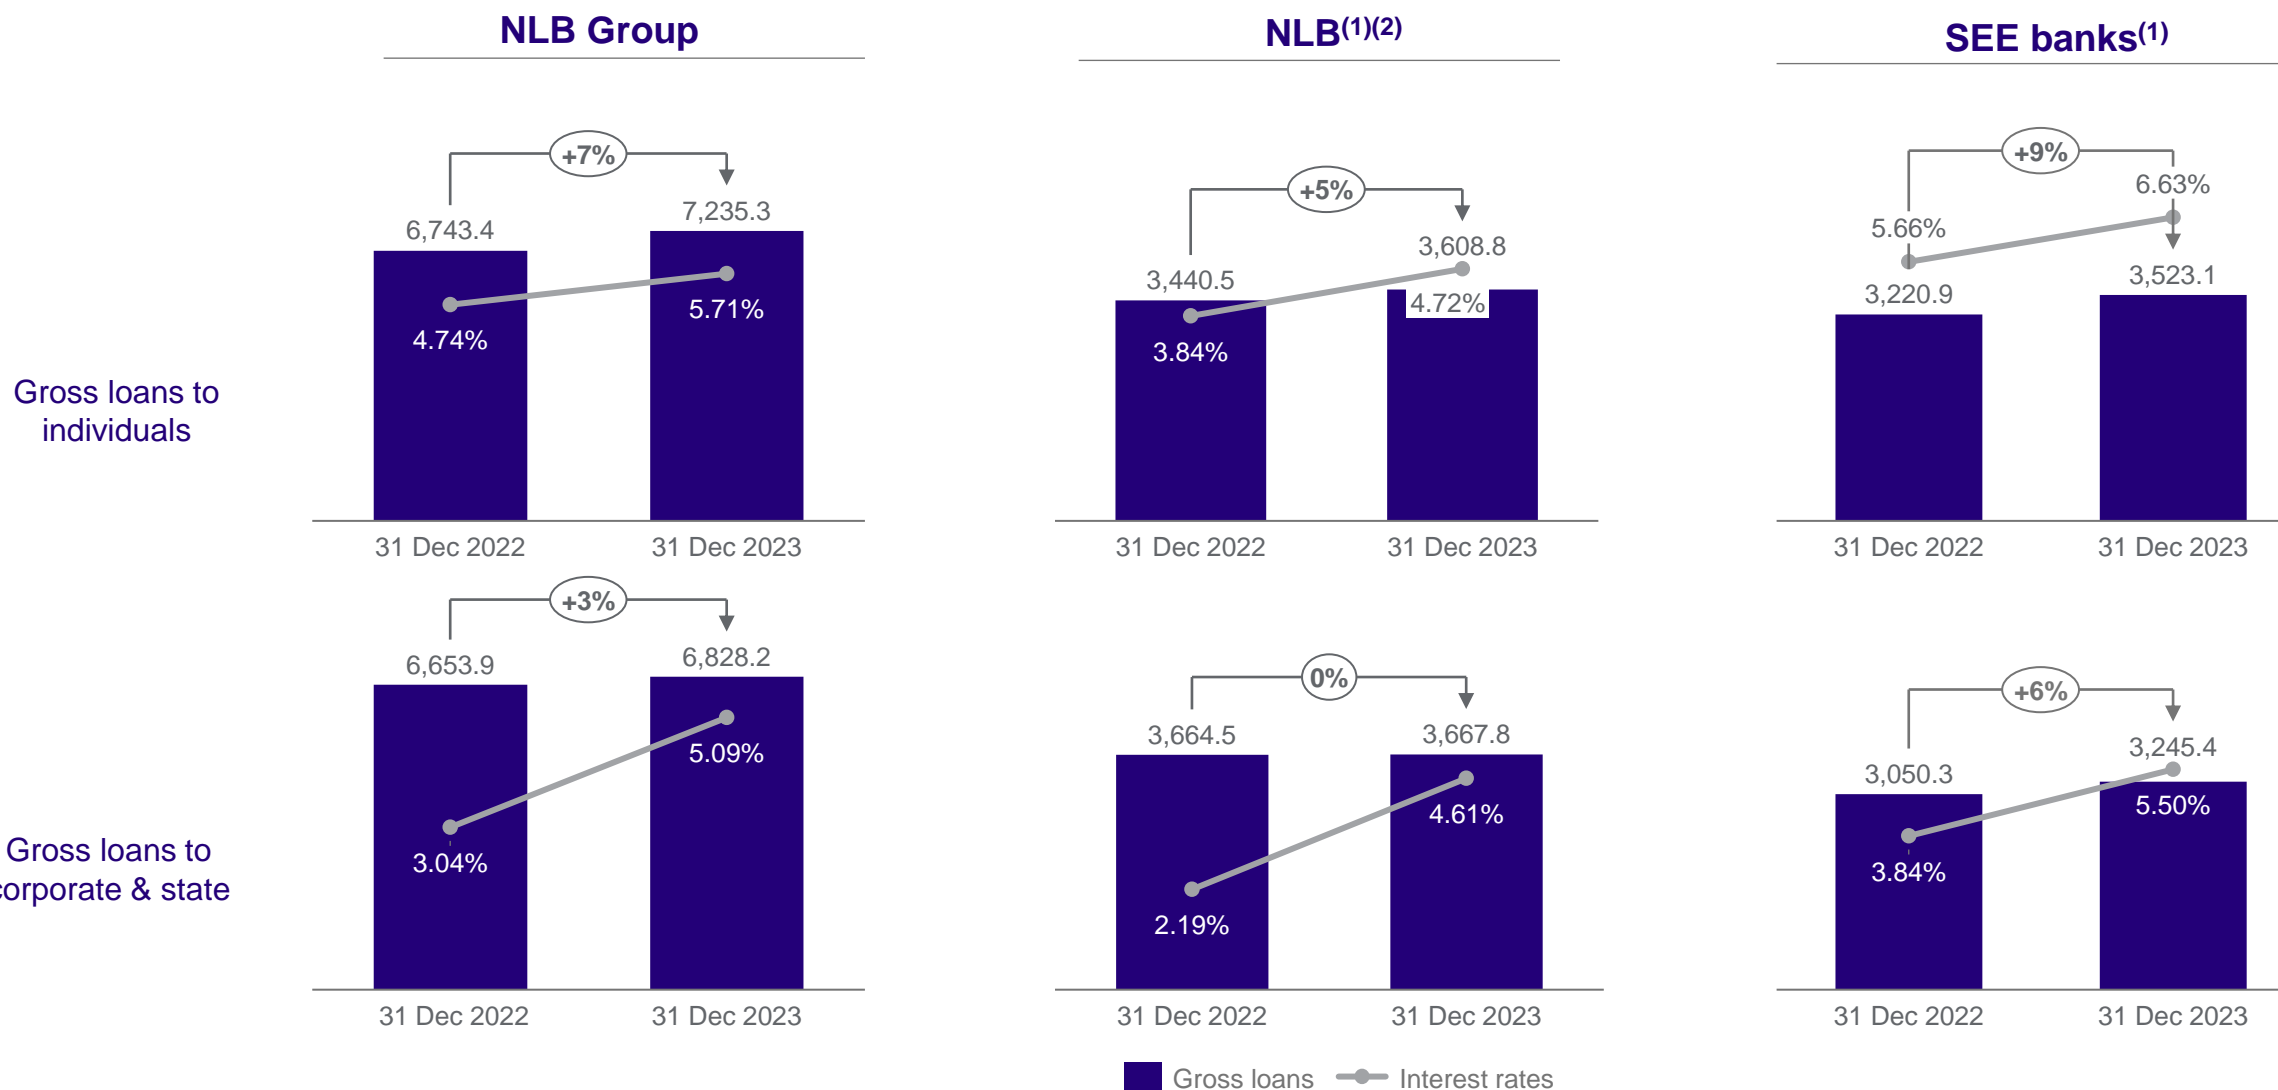 NLB Group
NLB(1)(2)
SEE banks(1)
Gross loans to
individuals
+7%
6,743.4
7,235.3
4.74%
5.71%
31 Dec 2022
31 Dec 2023
+5%
3,440.5
3,608.8
3.84%
4.72%
31 Dec 2022
31 Dec 2023
+9%
5.66%
6.63%
3,220.9
3,523.1
31 Dec 2022
31 Dec 2023
Gross loans to
corporate & state
+3%
6,653.9
6,828.2
3.04%
5.09%
31 Dec 2022
31 Dec 2023
0%
3,664.5
3,667.8
2.19%
4.61%
31 Dec 2022
31 Dec 2023
+6%
3,050.3
3,245.4
3.84%
5.50%
31 Dec 2022
31 Dec 2023
Gross loans
Interest rates